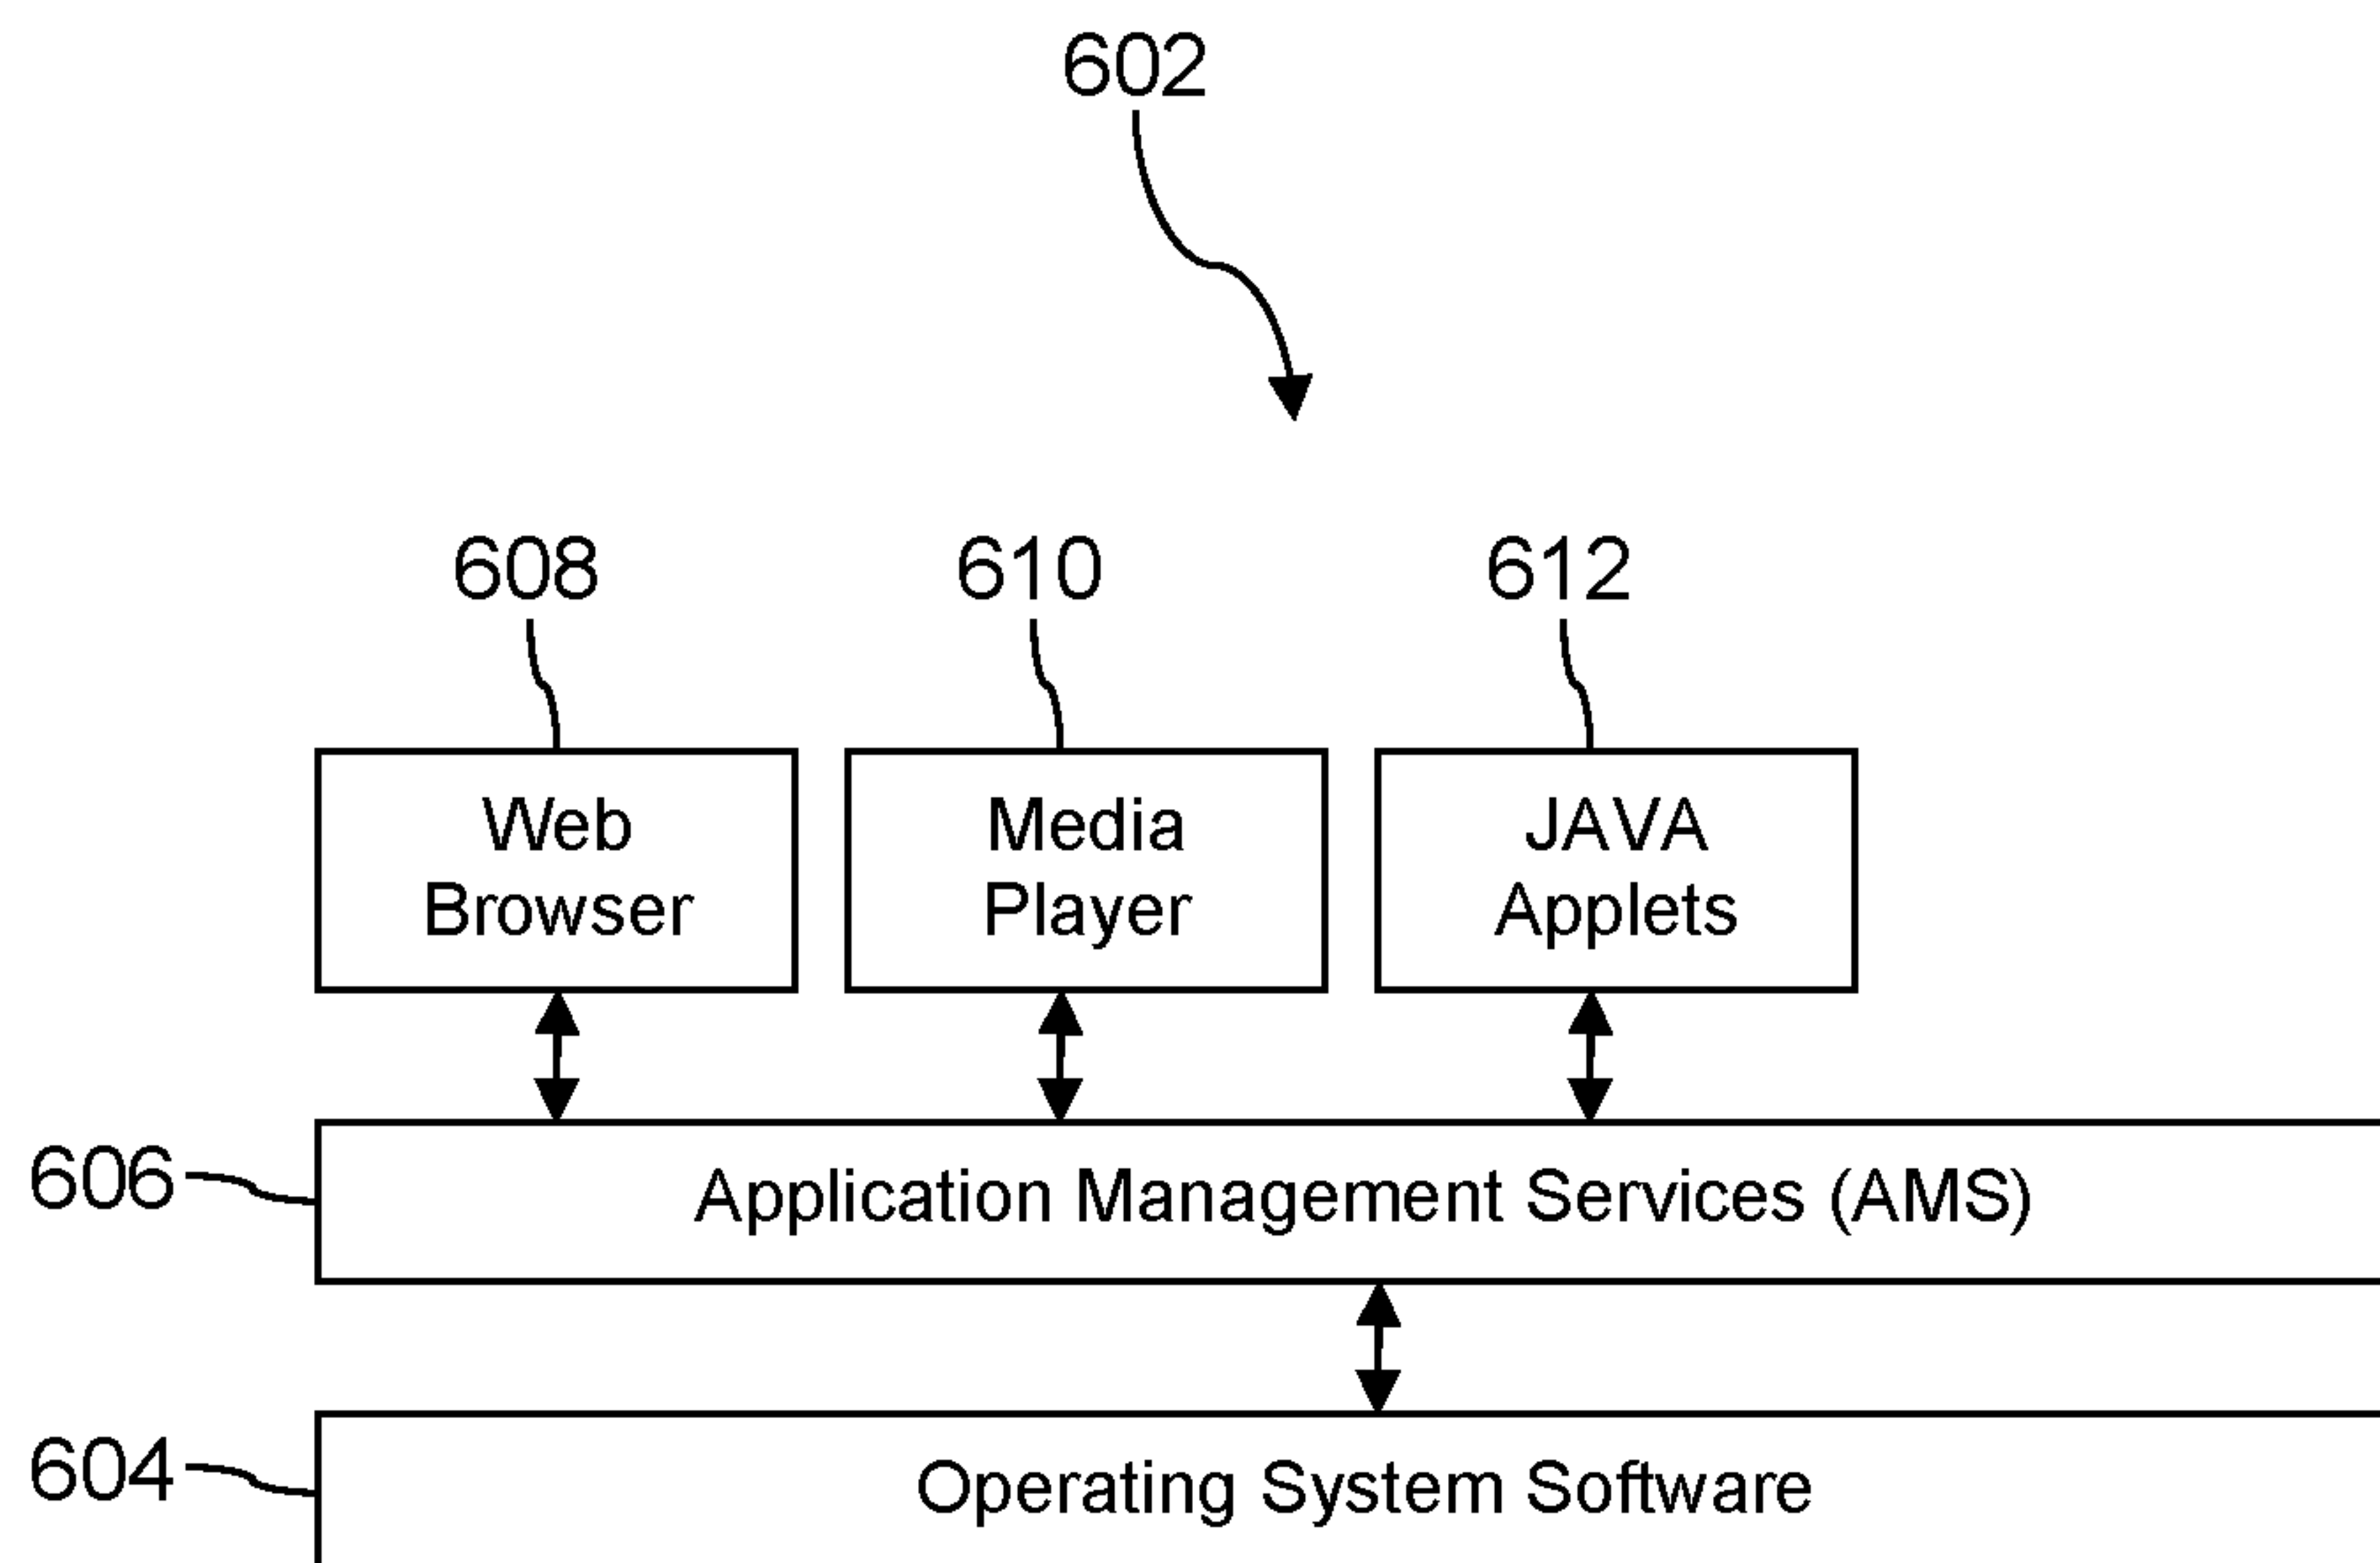 602
608
610
612
Web
Browser
Media
Player
JAVA
Applets
606
Application Management Services (AMS)
604
Operating System Software